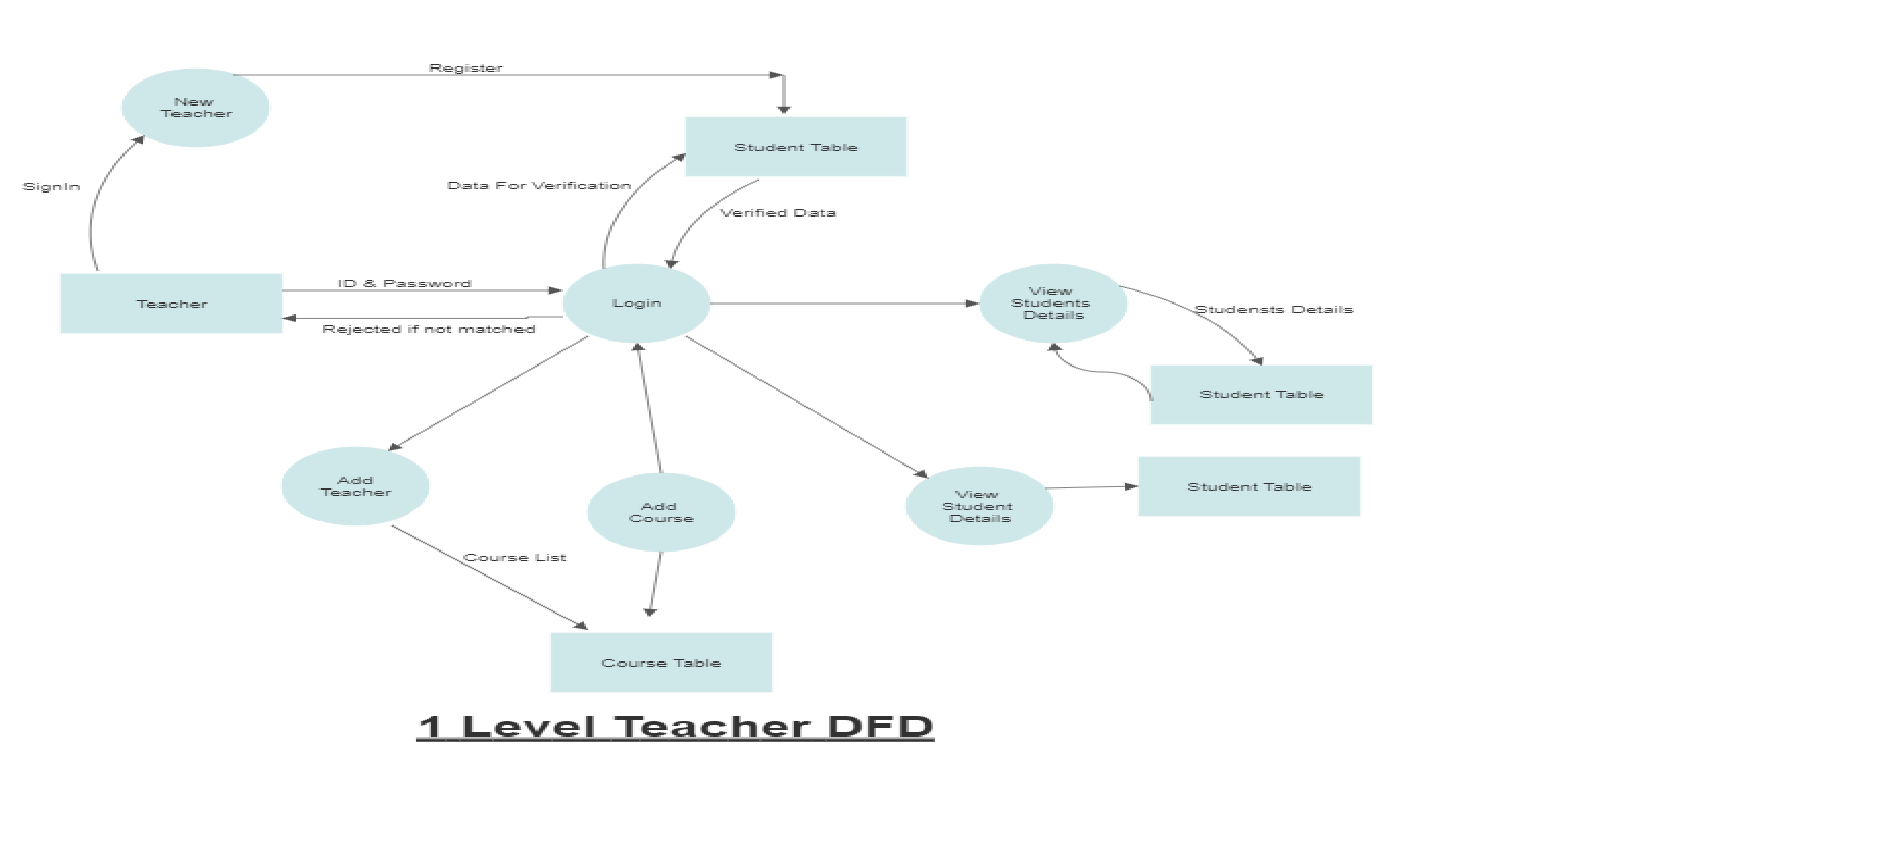 Register
New
Teacher
Student Table
SignIn
Data For Verification
Verified Data
ID & Password
Teacher
Login
Rejected if not matched
View
Students
Details
Studensts Details
Student Table
Add
Teacher
Add
Course
View
Student
Details
Student Table
Course List
Course Table
1 Level Teacher DFD